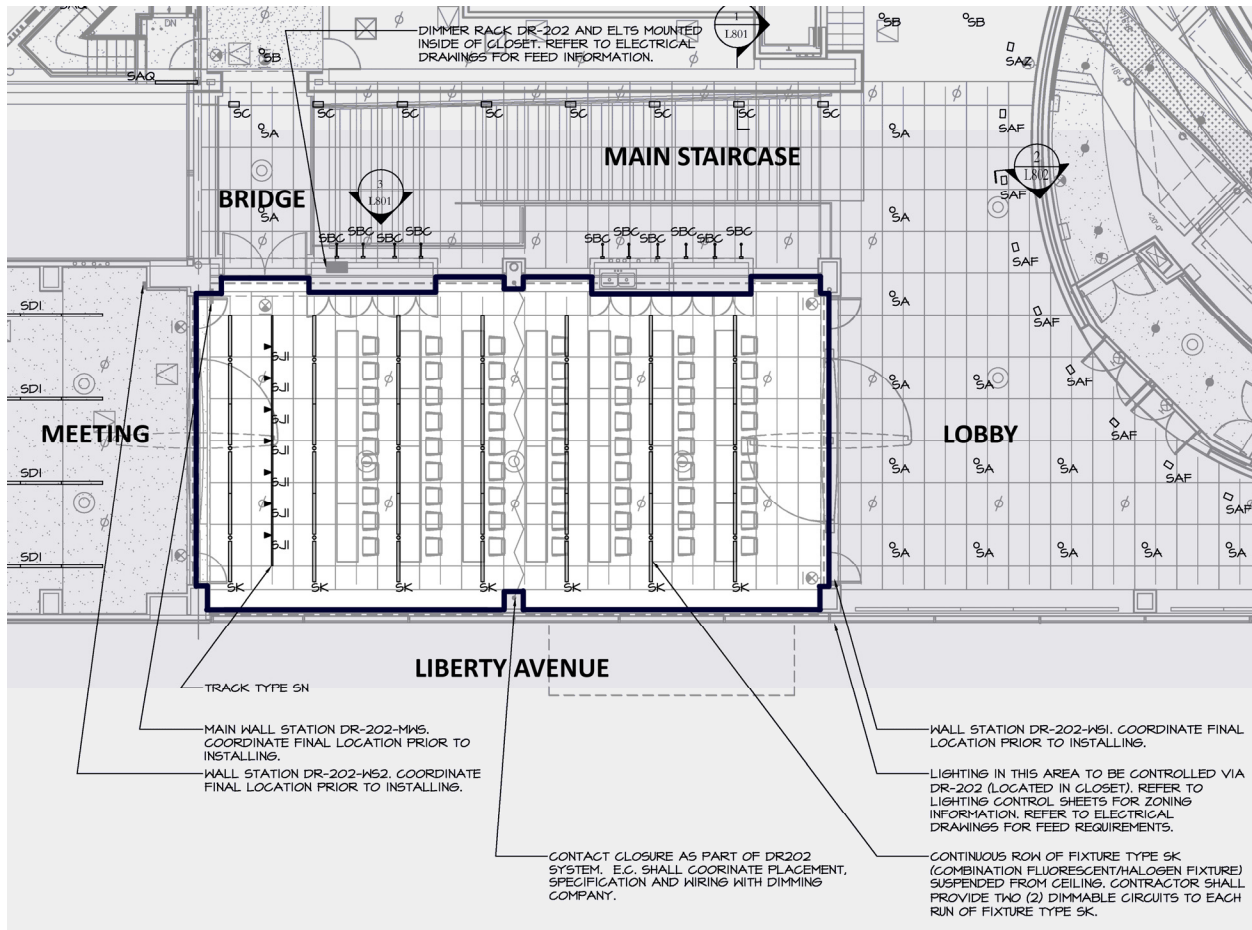 DIMMER RACK DR-202 AND ELTS MOUNTED
INSIDE OF CLOSET. REFER TO ELECTRICAL
DRAWINGS FOR FEED INFORMATION.
1
L801
DN
SB
SB
SB
SAQ
SAZ
SC
SC
SC
SC
SC
SC
SC
SC
SA
SA
SAF
MAIN STAIRCASE
2
L802
3
L801
BRIDGE
SAF
SA
SA
SBC
SBC
SBC
SBC
SBC
SBC
SBC
SBC
SBC
SBC
SAF
SDI
SA
SAF
SJI
SJI
SJI
SJI
SJI
SJI
SJI
SDI
SA
SA
SAF
MEETING
LOBBY
SAF
SDI
SA
SA
SA
SAF
SAF
SDI
SA
SA
SA
SA
SA
SK
SK
SK
SK
SK
SK
SK
LIBERTY AVENUE
TRACK TYPE SN
MAIN WALL STATION DR-202-MWS.
COORDINATE FINAL LOCATION PRIOR TO
INSTALLING.
WALL STATION DR-202-WS2. COORDINATE
FINAL LOCATION PRIOR TO INSTALLING.
CONTACT CLOSURE AS PART OF DR202
SYSTEM. E.C. SHALL COORINATE PLACEMENT,
SPECIFICATION AND WIRING WITH DIMMING
COMPANY.
WALL STATION DR-202-WS1. COORDINATE FINAL
LOCATION PRIOR TO INSTALLING.
LIGHTING IN THIS AREA TO BE CONTROLLED VIA
DR-202 (LOCATED IN CLOSET). REFER TO
LIGHTING CONTROL SHEETS FOR ZONING
INFORMATION. REFER TO ELECTRICAL
DRAWINGS FOR FEED REQUIREMENTS.
CONTINUOUS ROW OF FIXTURE TYPE SK
(COMBINATION FLUORESCENT/HALOGEN FIXTURE)
SUSPENDED FROM CEILING. CONTRACTOR SHALL
PROVIDE TWO (2) DIMMABLE CIRCUITS TO EACH
RUN OF FIXTURE TYPE SK.